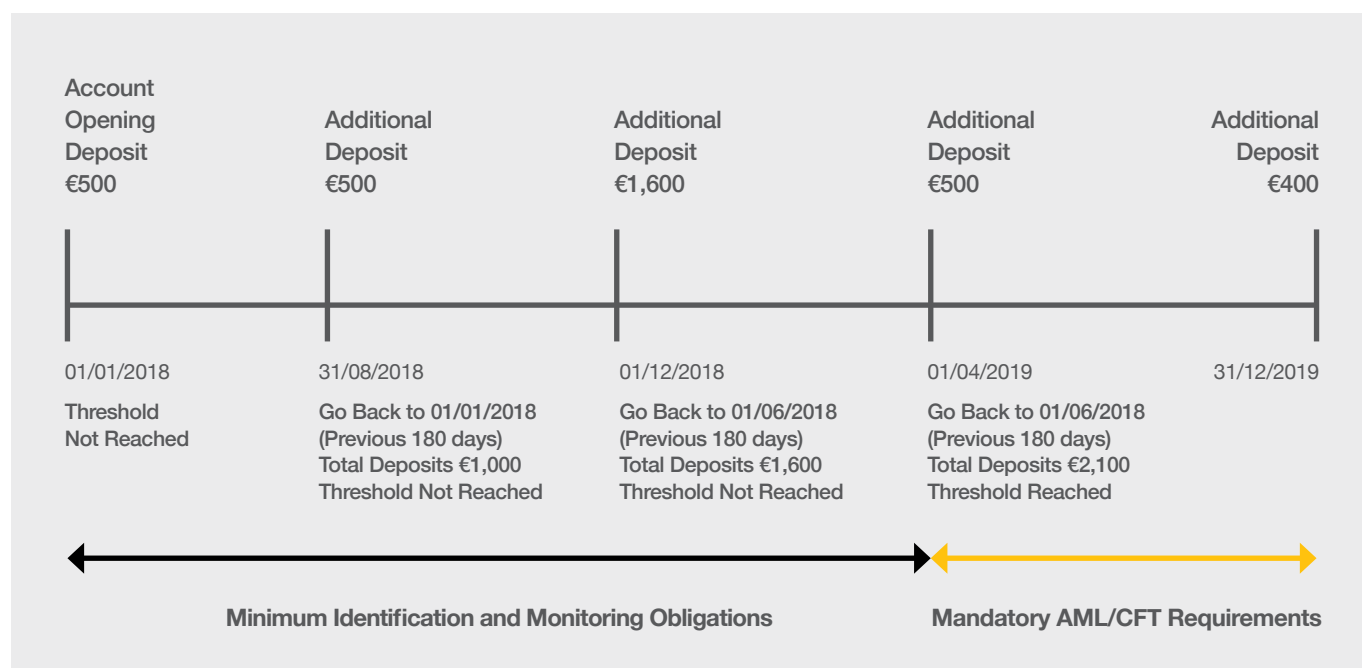 Account
Opening
Deposit
€500
Additional
Deposit
€500
Additional
Deposit
€1,600
Additional
Deposit
€500
Additional
Deposit
€400
01/01/2018
Threshold
Not Reached
31/08/2018
Go Back to 01/01/2018
(Previous 180 days)
Total Deposits €1,000
Threshold Not Reached
01/12/2018
Go Back to 01/06/2018
(Previous 180 days)
Total Deposits €1,600
Threshold Not Reached
01/04/2019
Go Back to 01/06/2018
(Previous 180 days)
Total Deposits €2,100
Threshold Reached
31/12/2019
Minimum Identification and Monitoring Obligations
Mandatory AML/CFT Requirements